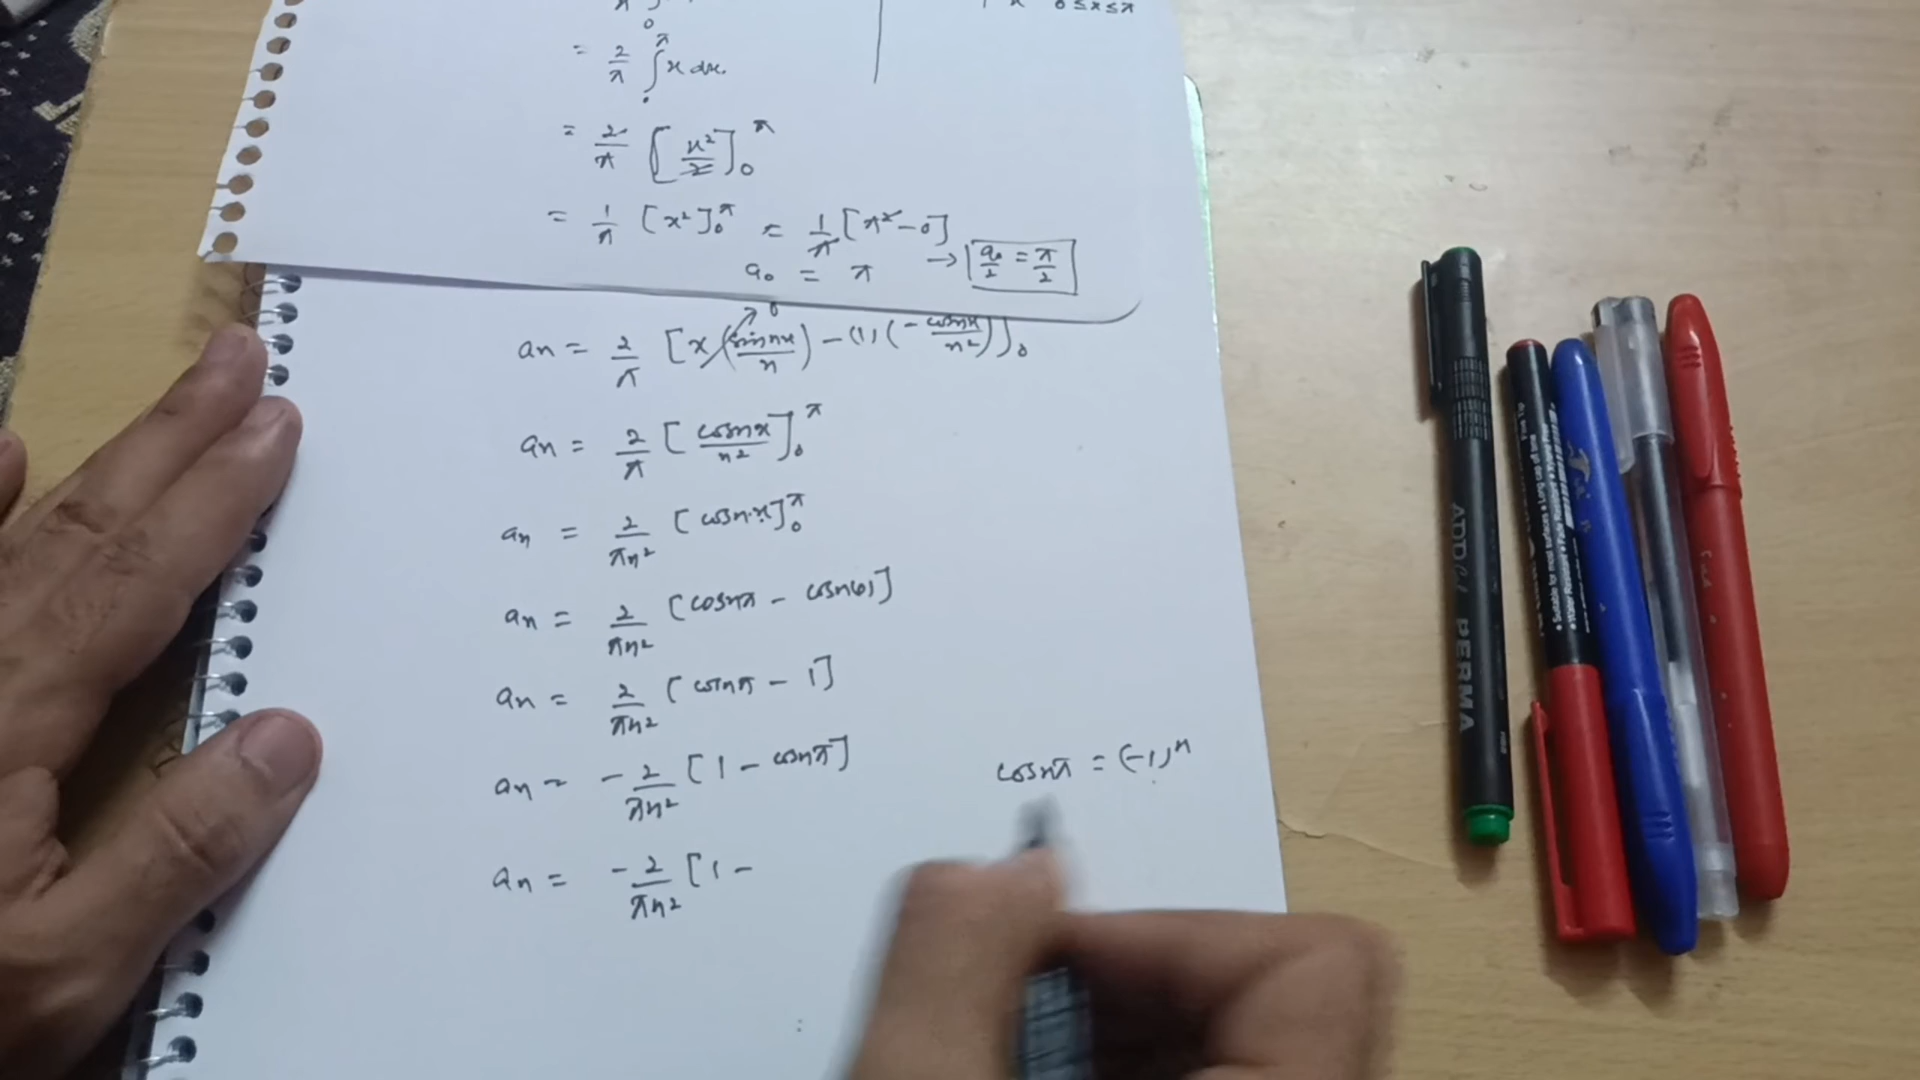 0 ≤ x ≤ π
= 2/π ∫₀^π x dx.
= 2/π [x²/2]₀^π
= 1/π [x²]₀^π = 1/π [π² - 0]
a₀ = π → a₀/2 = π/2
an = 2/π [x (sin nx/n) - (1) (- cos nx/n²)]₀
an = 2/π [cos nx/n²]₀^π
an = 2/πn² [cos n.x]₀^π
an = 2/πn² [cos nπ - cos n(0)]
an = 2/πn² [cos nπ - 1]
an = - 2/πn² [1 - cos nπ]
cos nπ = (-1)ⁿ
an = - 2/πn² [1 -
ADD
PERMA